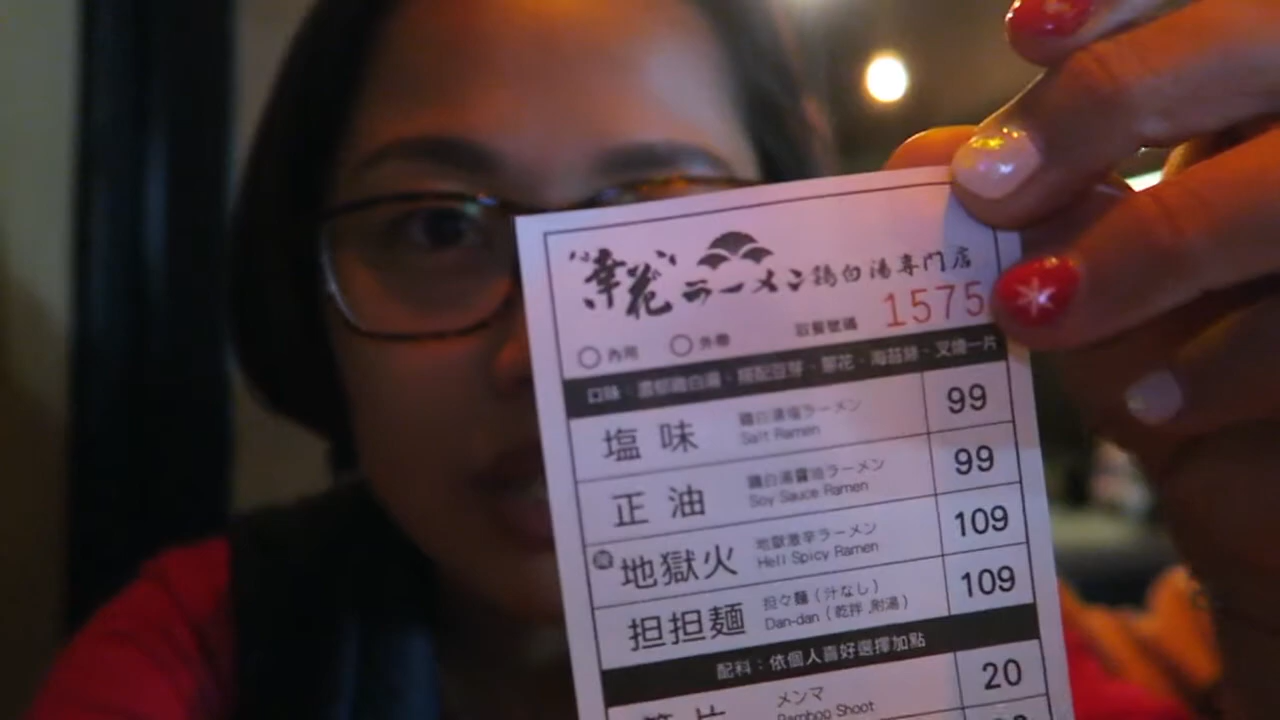 幸花ラーメン鶏白湯専門店
1575
內用 外帶 取餐號碼
口味：濃郁雞白湯，搭配豆芽、蔥花、海苔絲、叉燒一片
塩味 鶏白湯塩ラーメン Salt Ramen 99
正油 鶏白湯醤油ラーメン Soy Sauce Ramen 99
地獄火 地獄激辛ラーメン Hell Spicy Ramen 109
担担麺 担々麺（汁なし） Dan-dan（乾拌,附湯） 109
配料：依個人喜好選擇加點
メンマ Bamboo Shoot 20